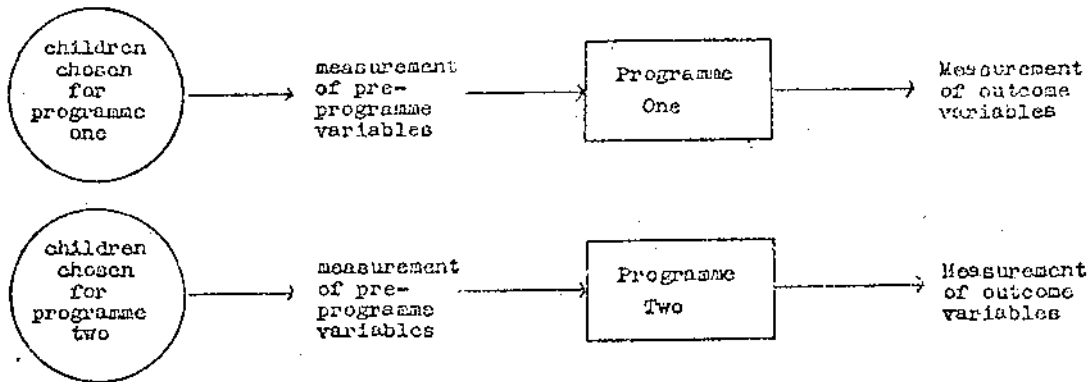 children
chosen
for
programme
one
measurement
of pre-
programme
variables
Programme
One
Measurement
of outcome
variables
children
chosen
for
programme
two
measurement
of pre-
programme
variables
Programme
Two
Measurement
of outcome
variables